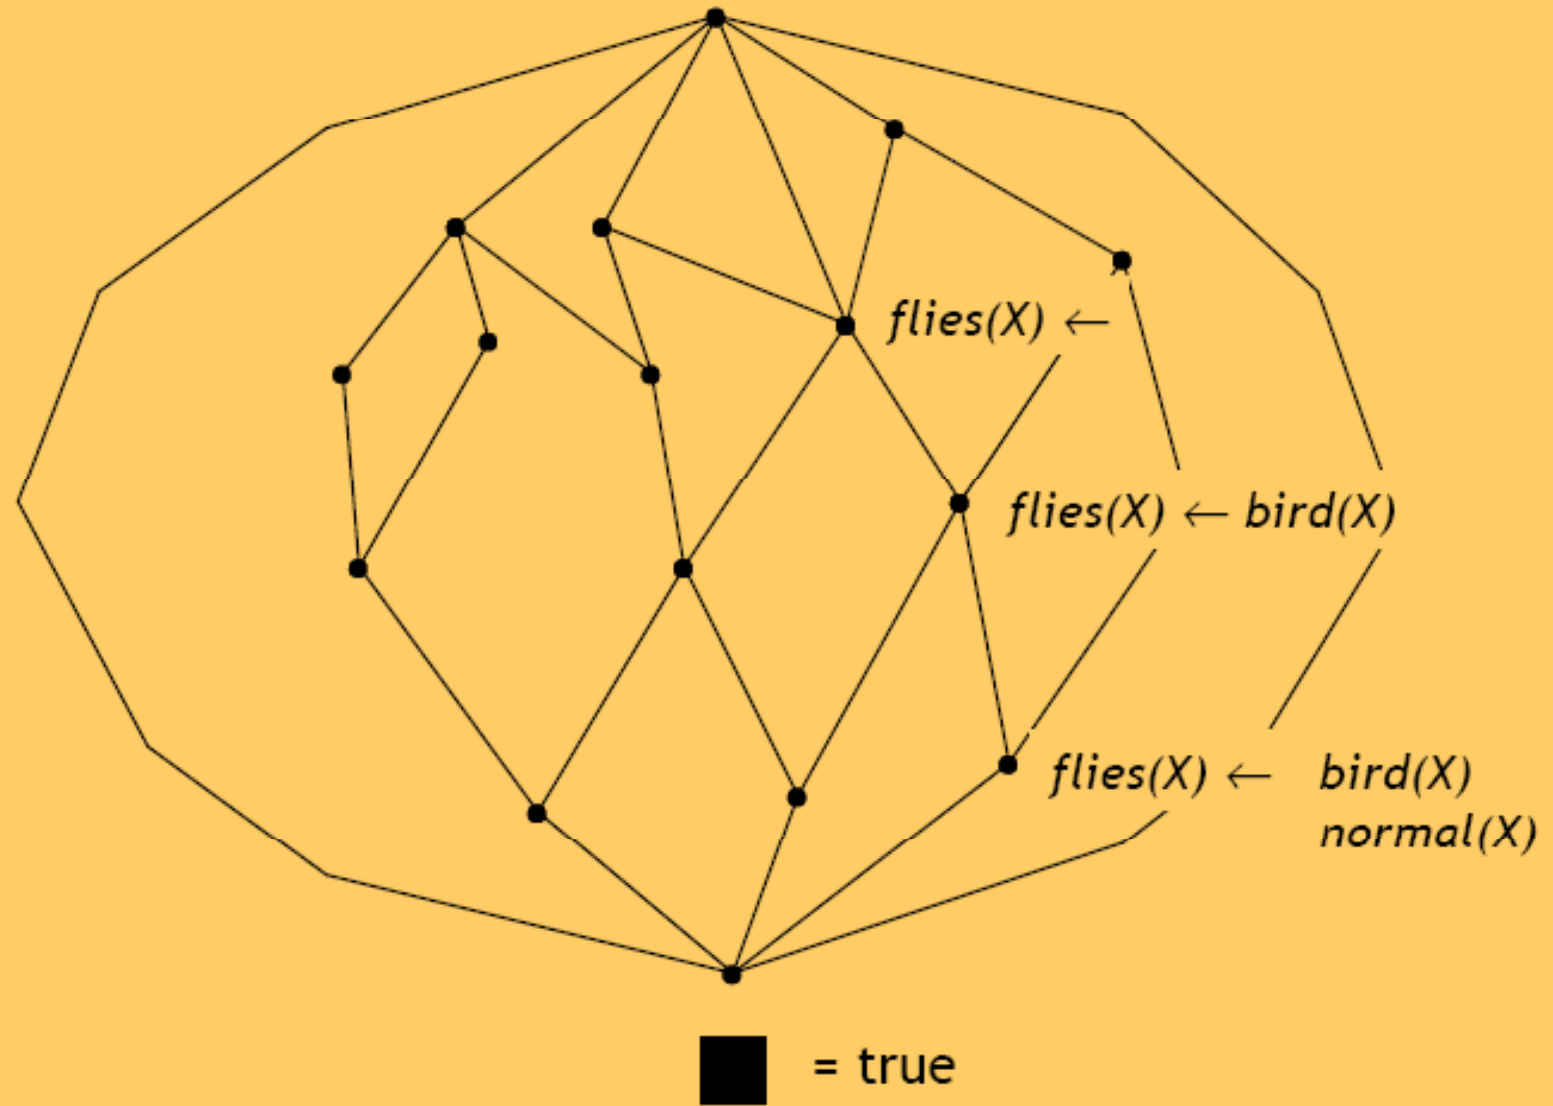 flies(X) ←
flies(X) ← bird(X)
flies(X) ← bird(X)
normal(X)
= true